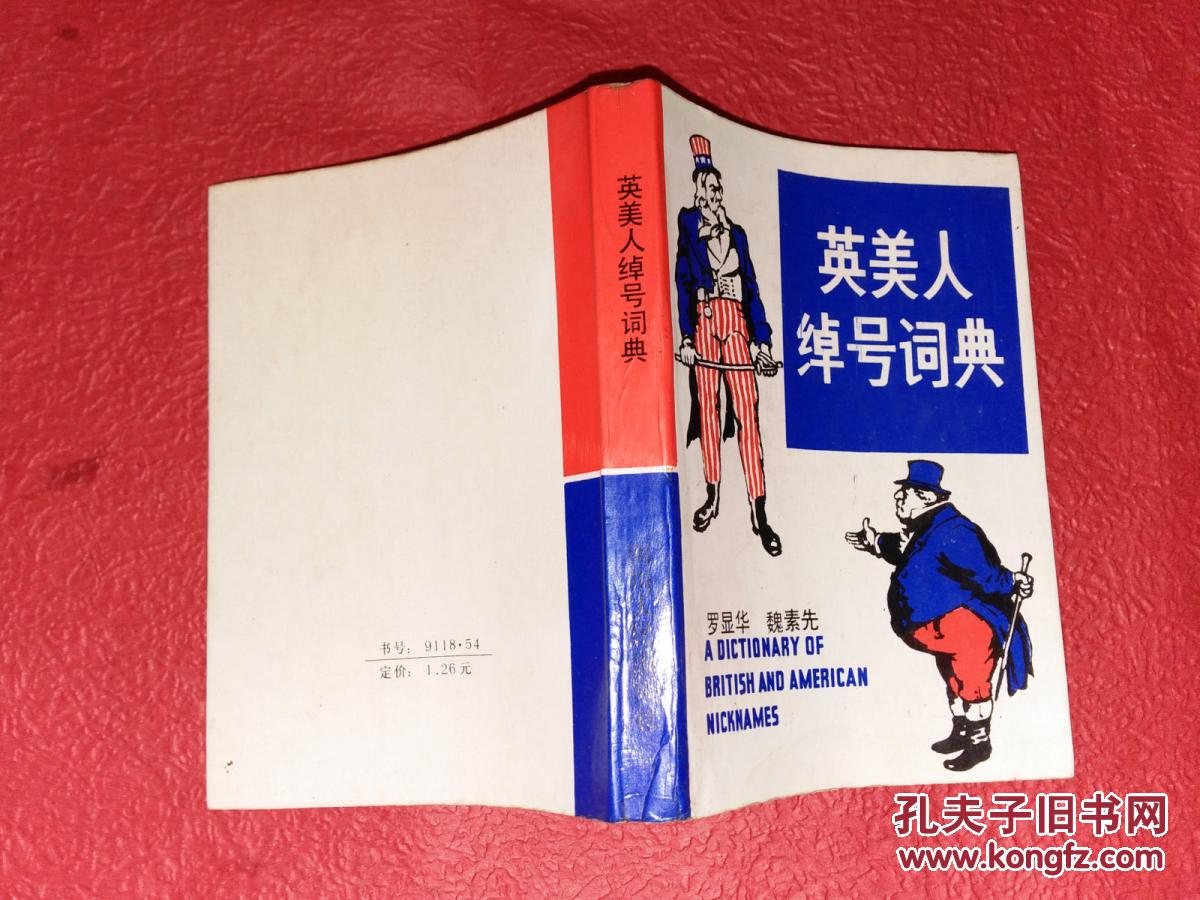 英美人
绰号词典
罗显华 魏素先
A DICTIONARY OF
BRITISH AND AMERICAN
NICKNAMES
英美人绰号词典
书号：9118·54
定价：1.26元
孔夫子旧书网
www.kongfz.com